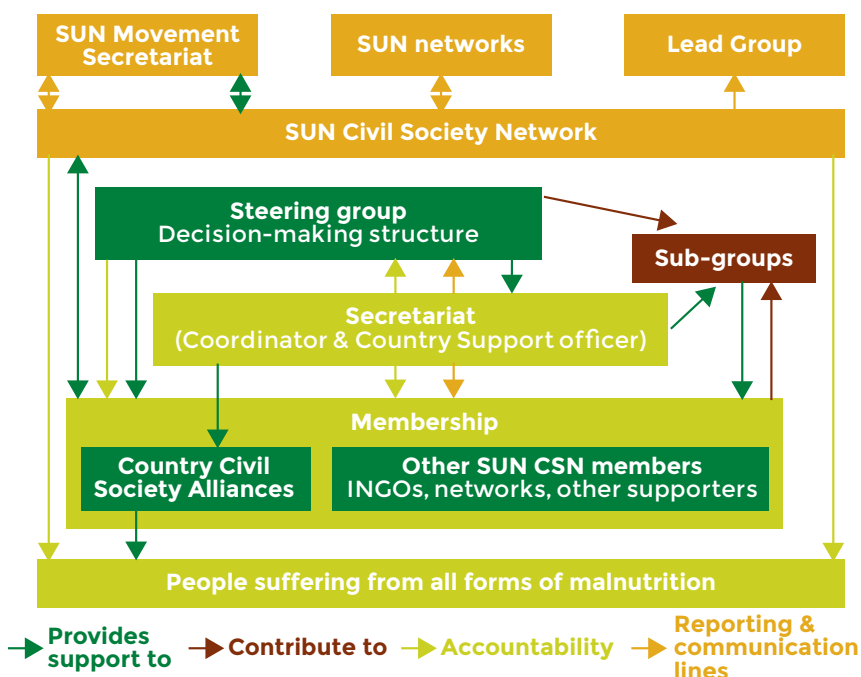 SUN Movement
Secretariat
SUN networks
Lead Group
SUN Civil Society Network
Steering group
Decision-making structure
Sub-groups
Secretariat
(Coordinator & Country Support officer)
Membership
Country Civil
Society Alliances
Other SUN CSN members
INGOs, networks, other supporters
People suffering from all forms of malnutrition
Provides
support to
Contribute to
Accountability
Reporting &
communication
lines